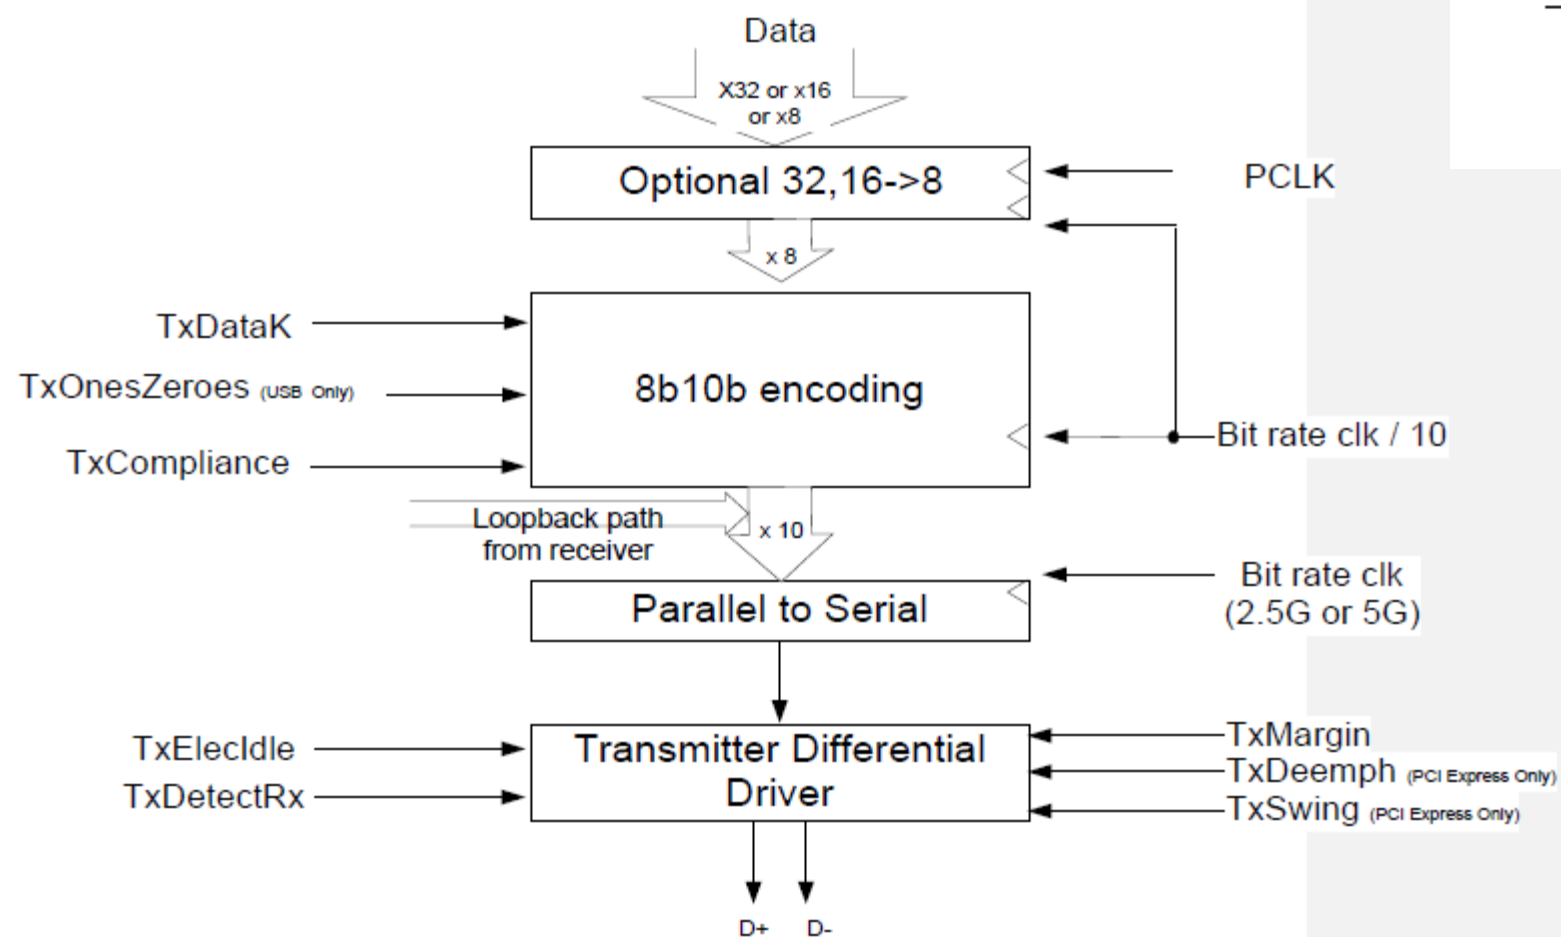 Data
X32 or x16
or x8
Optional 32,16->8
PCLK
x 8
TxDataK
TxOnesZeroes (USB Only)
8b10b encoding
TxCompliance
Bit rate clk / 10
Loopback path
from receiver
x 10
Bit rate clk
(2.5G or 5G)
Parallel to Serial
TxElecIdle
Transmitter Differential
Driver
TxMargin
TxDeemph (PCI Express Only)
TxDetectRx
TxSwing (PCI Express Only)
D+ D-